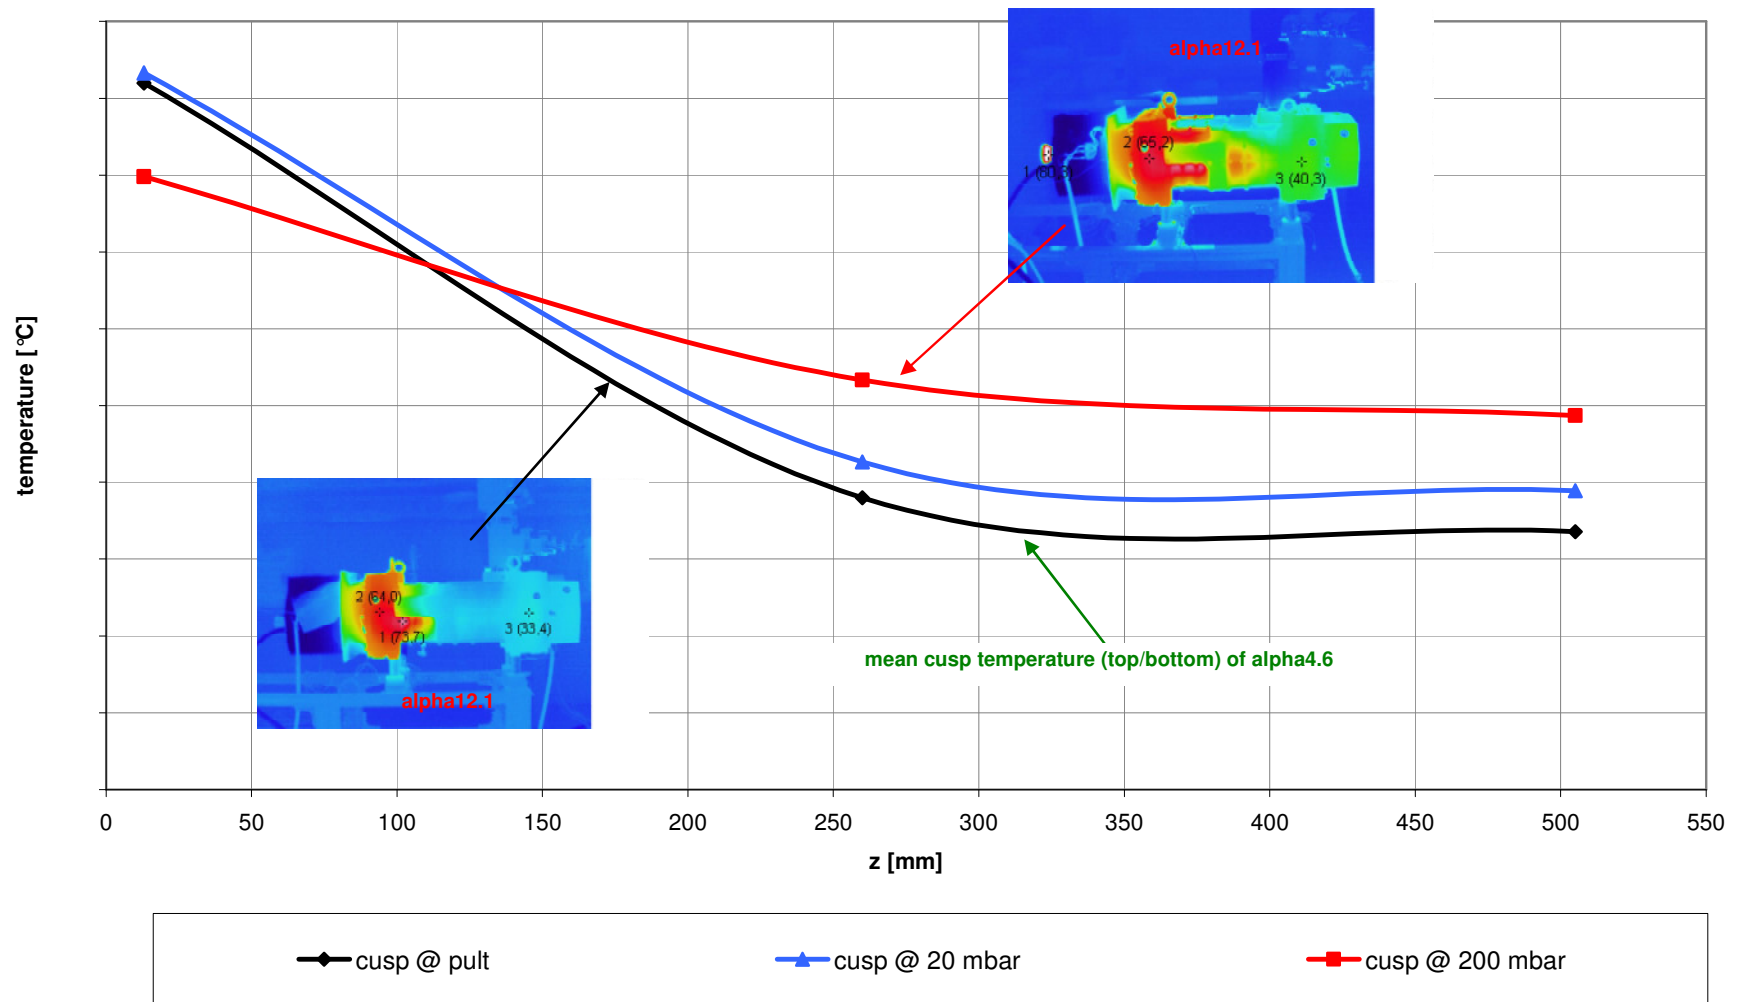 alpha12.1
2 (65,2)
1 (80,3)
3 (40,3)
temperature [°C]
2 (64,0)
1 (73,7)
3 (33,4)
alpha12.1
mean cusp temperature (top/bottom) of alpha4.6
0 50 100 150 200 250 300 350 400 450 500 550
z [mm]
cusp @ pult cusp @ 20 mbar cusp @ 200 mbar